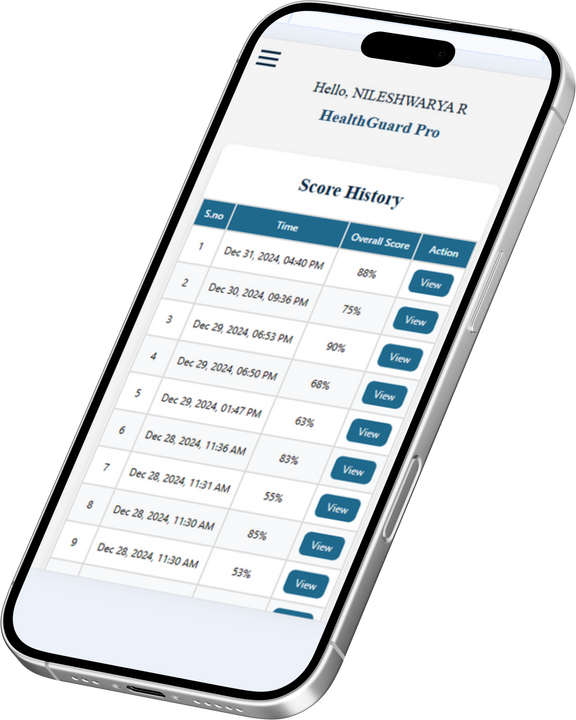 Hello, NILESHWARYA R
HealthGuard Pro
Score History
S.no Time Overall Score Action
1 Dec 31, 2024, 04:40 PM 88% View
2 Dec 30, 2024, 09:36 PM 75% View
3 Dec 29, 2024, 06:53 PM 90% View
4 Dec 29, 2024, 06:50 PM 68% View
5 Dec 29, 2024, 01:47 PM 63% View
6 Dec 28, 2024, 11:36 AM 83% View
7 Dec 28, 2024, 11:31 AM 55% View
8 Dec 28, 2024, 11:30 AM 85% View
9 Dec 28, 2024, 11:30 AM 53% View